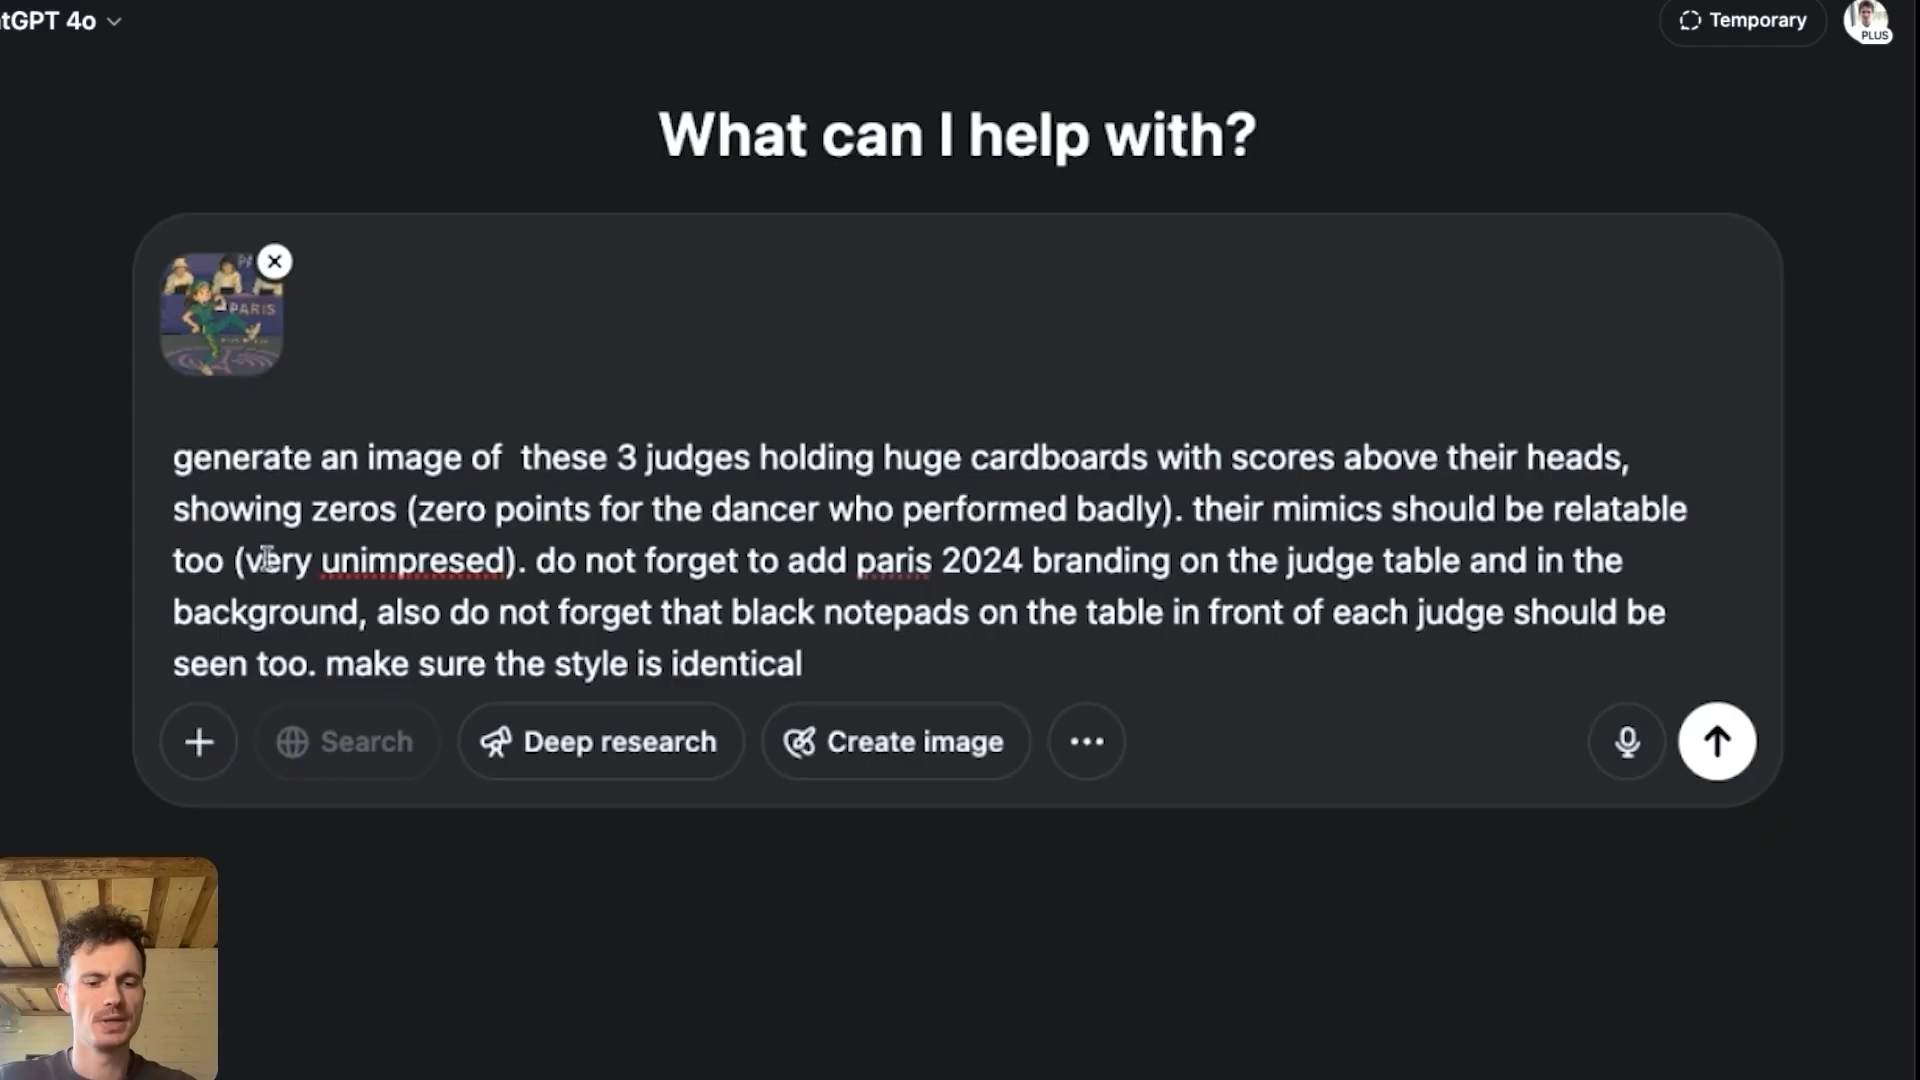 tGPT 4o
Temporary
PLUS
What can I help with?
PA
PARIS
generate an image of  these 3 judges holding huge cardboards with scores above their heads,
showing zeros (zero points for the dancer who performed badly). their mimics should be relatable
too (very unimpresed). do not forget to add paris 2024 branding on the judge table and in the
background, also do not forget that black notepads on the table in front of each judge should be
seen too. make sure the style is identical
Search
Deep research
Create image